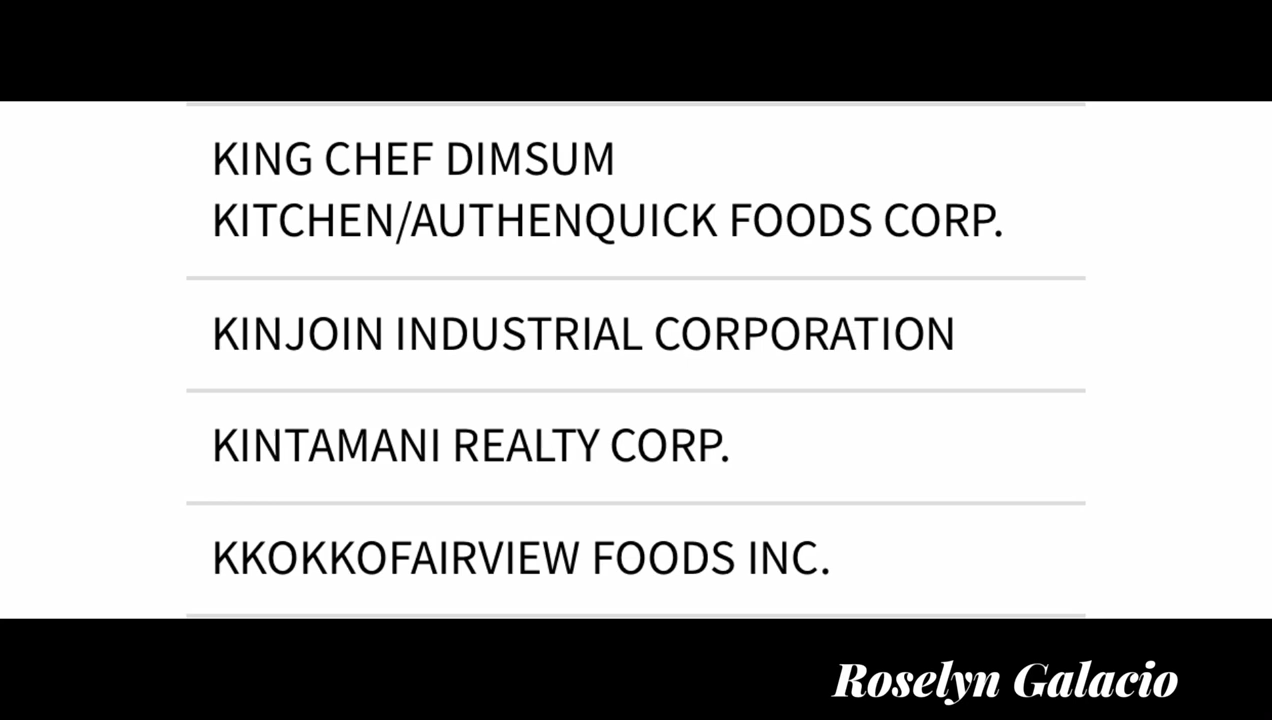 KING CHEF DIMSUM
KITCHEN/AUTHENQUICK FOODS CORP.
KINJOIN INDUSTRIAL CORPORATION
KINTAMANI REALTY CORP.
KKOKKOFAIRVIEW FOODS INC.
Roselyn Galacio